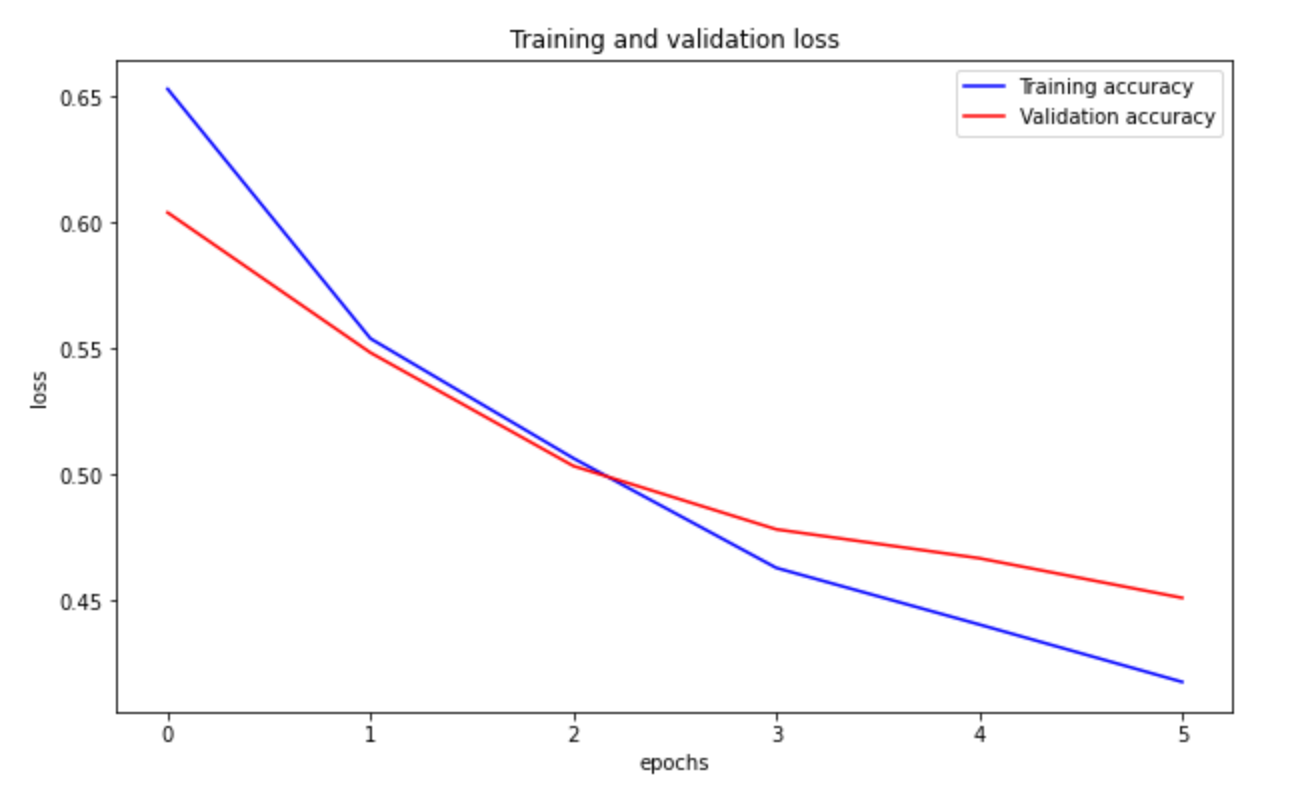 Training and validation loss
Training accuracy
Validation accuracy
0.65
0.60
0.55
0.50
0.45
loss
0
1
2
3
4
5
epochs